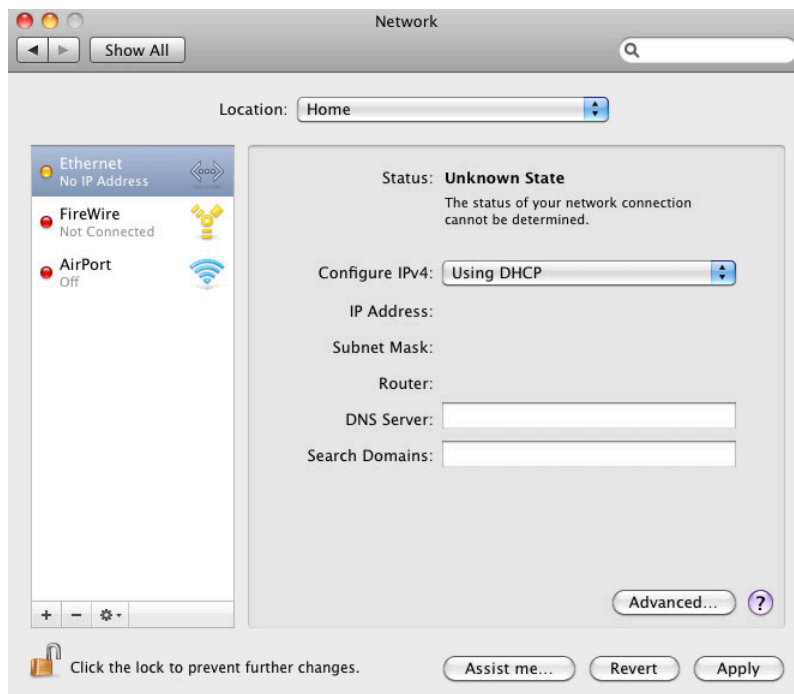 Network
Show All
Location: Home
Ethernet
No IP Address
FireWire
Not Connected
AirPort
Off
Status: Unknown State
The status of your network connection
cannot be determined.
Configure IPv4: Using DHCP
IP Address:
Subnet Mask:
Router:
DNS Server:
Search Domains:
+ −
Advanced... ?
Click the lock to prevent further changes.
Assist me... Revert Apply